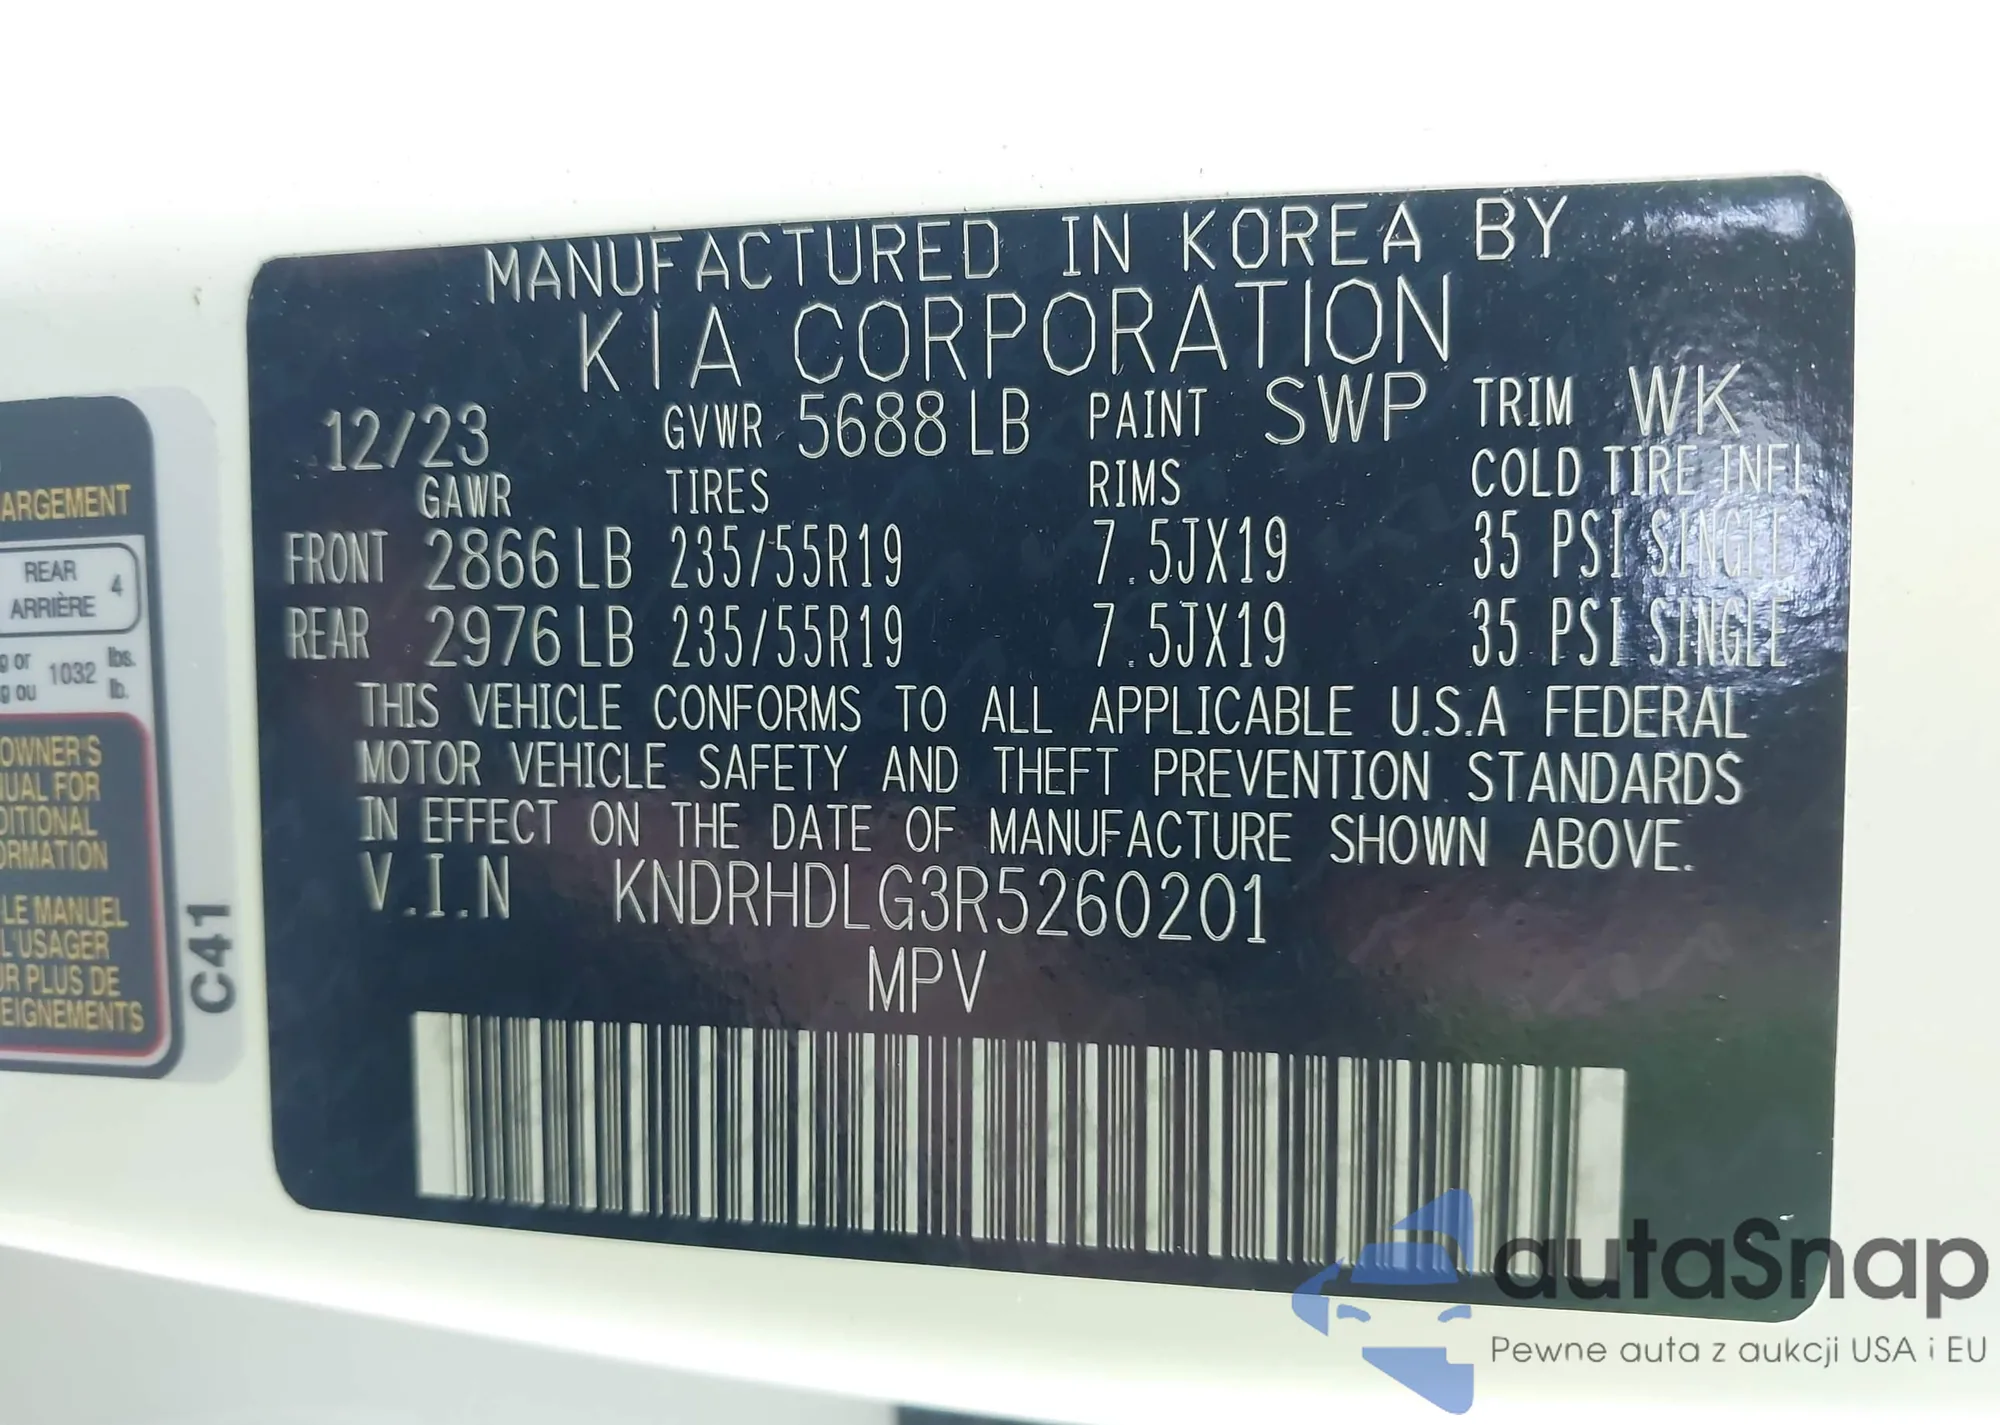 MANUFACTURED IN KOREA BY
KIA CORPORATION
12/23 GVWR 5688 LB PAINT SWP TRIM WK
GAWR TIRES RIMS COLD TIRE INFL
FRONT 2866 LB 235/55R19 7.5JX19 35 PSI SINGLE
REAR 2976 LB 235/55R19 7.5JX19 35 PSI SINGLE
THIS VEHICLE CONFORMS TO ALL APPLICABLE U.S.A FEDERAL
MOTOR VEHICLE SAFETY AND THEFT PREVENTION STANDARDS
IN EFFECT ON THE DATE OF MANUFACTURE SHOWN ABOVE.
V.I.N KNDRHDLG3R5260201
MPV
ARGEMENT
REAR 4
ARRIÈRE
g or 1032 lbs.
g ou lb.
OWNER'S
UAL FOR
DITIONAL
ORMATION
LE MANUEL
L'USAGER
UR PLUS DE
EIGNEMENTS
C41
autaSnap
Pewne auta z aukcji USA i EU